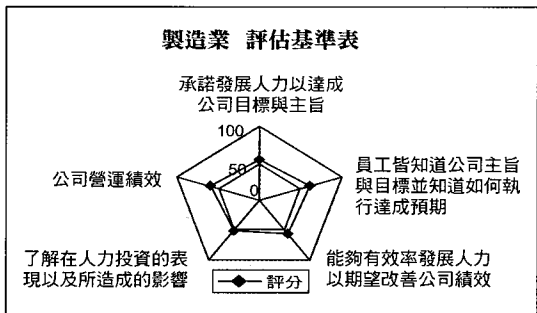 製造業 評估基準表
承諾發展人力以達成
公司目標與主旨
100
50
0
員工皆知道公司主旨
與目標並知道如何執
行達成預期
公司營運績效
了解在人力投資的表
現以及所造成的影響
能夠有效率發展人力
以期望改善公司績效
評分